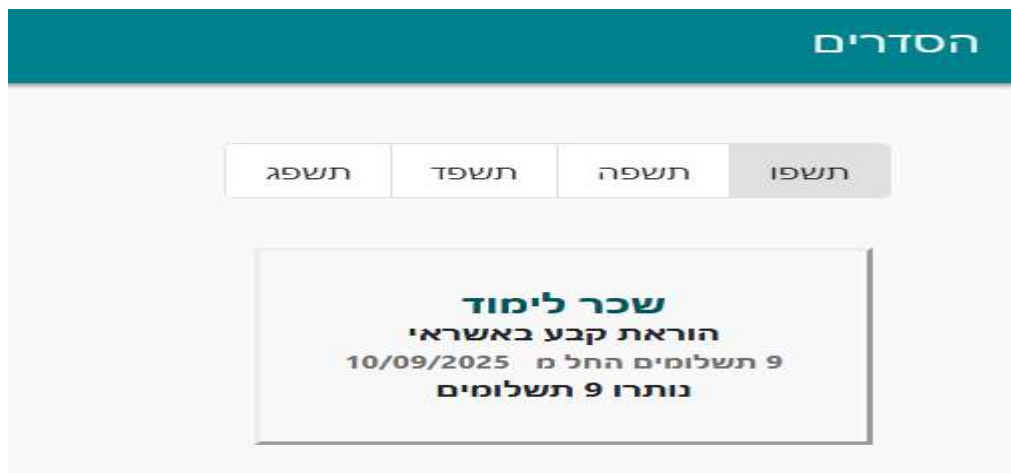 הסדרים
תשפו תשפה תשפד תשפג
שכר לימוד
הוראת קבע באשראי
9 תשלומים החל מ 10/09/2025
נותרו 9 תשלומים